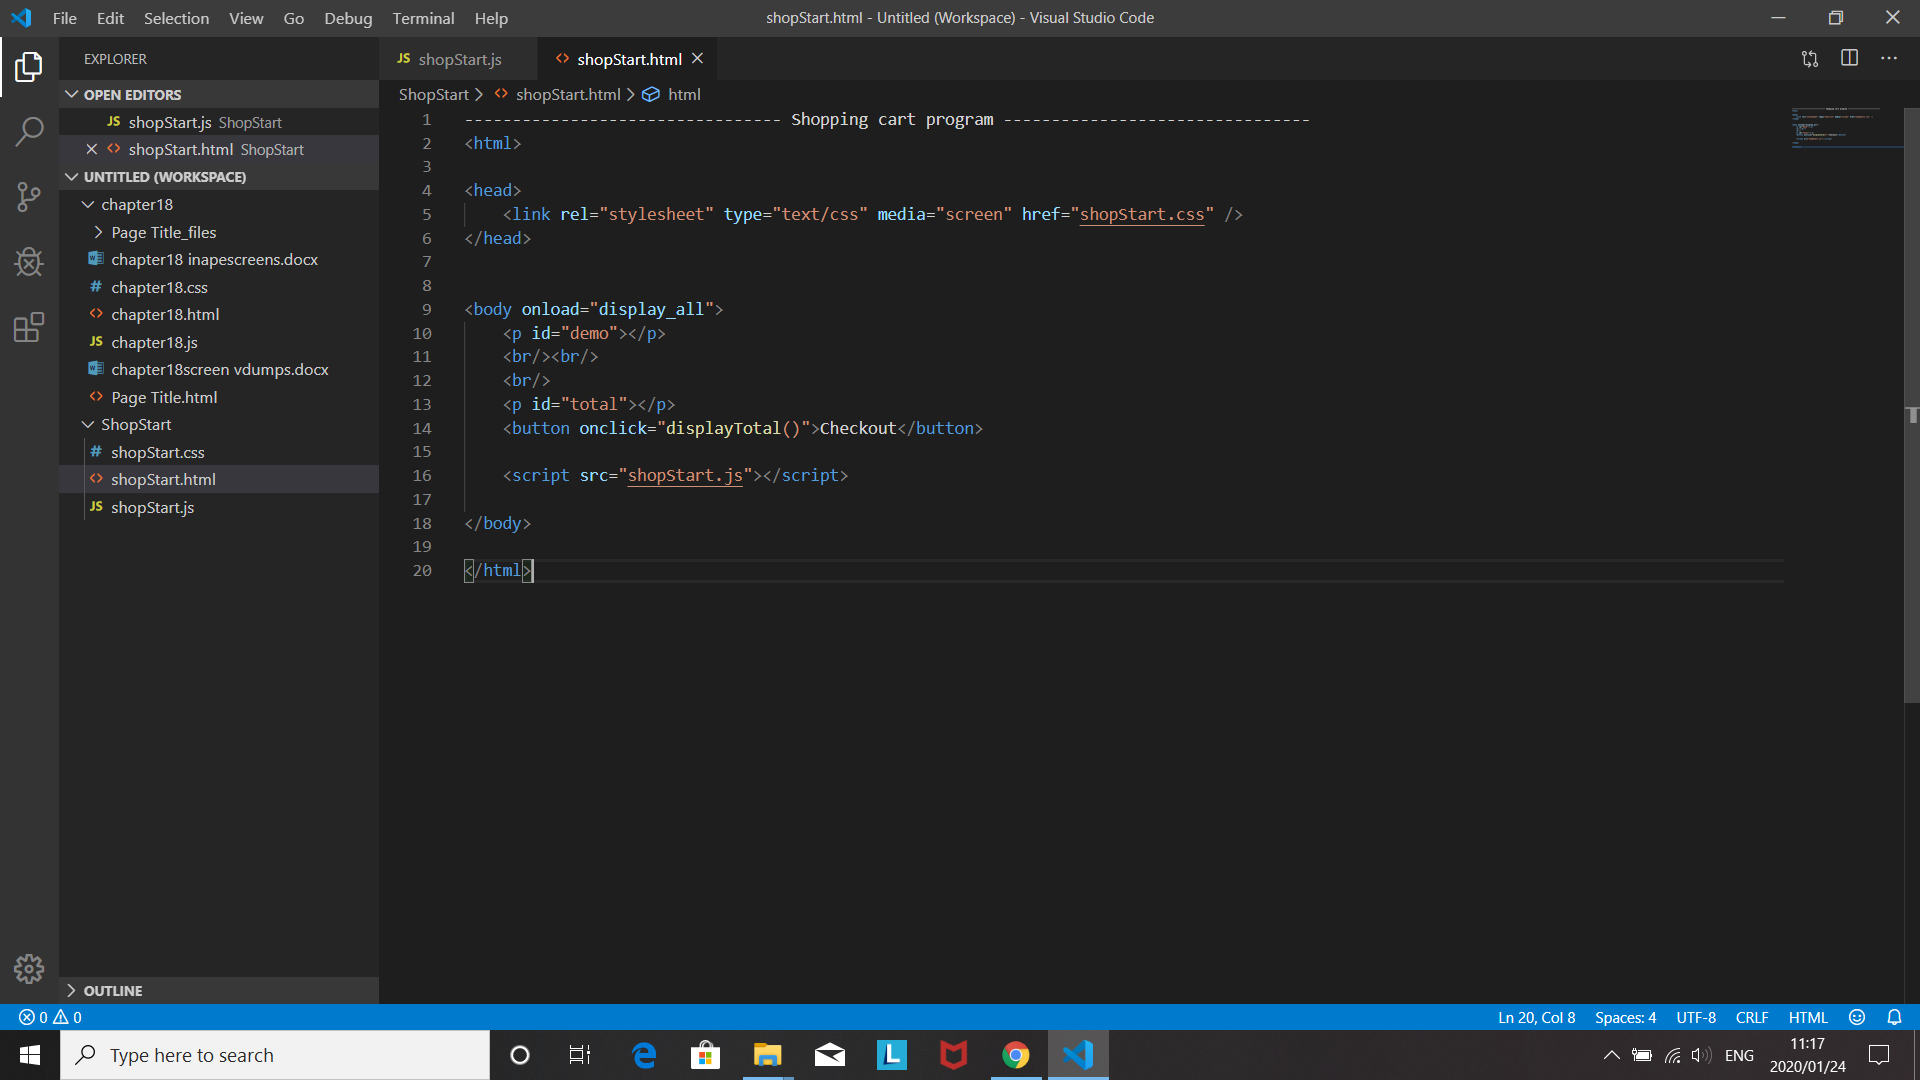 File Edit Selection View Go Debug Terminal Help
shopStart.html - Untitled (Workspace) - Visual Studio Code
EXPLORER
OPEN EDITORS
JS shopStart.js ShopStart
shopStart.html ShopStart
UNTITLED (WORKSPACE)
chapter18
Page Title_files
chapter18 inapescreens.docx
# chapter18.css
chapter18.html
JS chapter18.js
chapter18screen vdumps.docx
Page Title.html
ShopStart
# shopStart.css
shopStart.html
JS shopStart.js
OUTLINE
JS shopStart.js
shopStart.html
ShopStart > shopStart.html > html
1 --------------------------------- Shopping cart program --------------------------------
2 <html>
3
4 <head>
5 <link rel="stylesheet" type="text/css" media="screen" href="shopStart.css" />
6 </head>
7
8
9 <body onload="display_all">
10 <p id="demo"></p>
11 <br/><br/>
12 <br/>
13 <p id="total"></p>
14 <button onclick="displayTotal()">Checkout</button>
15
16 <script src="shopStart.js"></script>
17
18 </body>
19
20 </html>
0 0
Ln 20, Col 8 Spaces: 4 UTF-8 CRLF HTML
Type here to search
ENG
11:17
2020/01/24